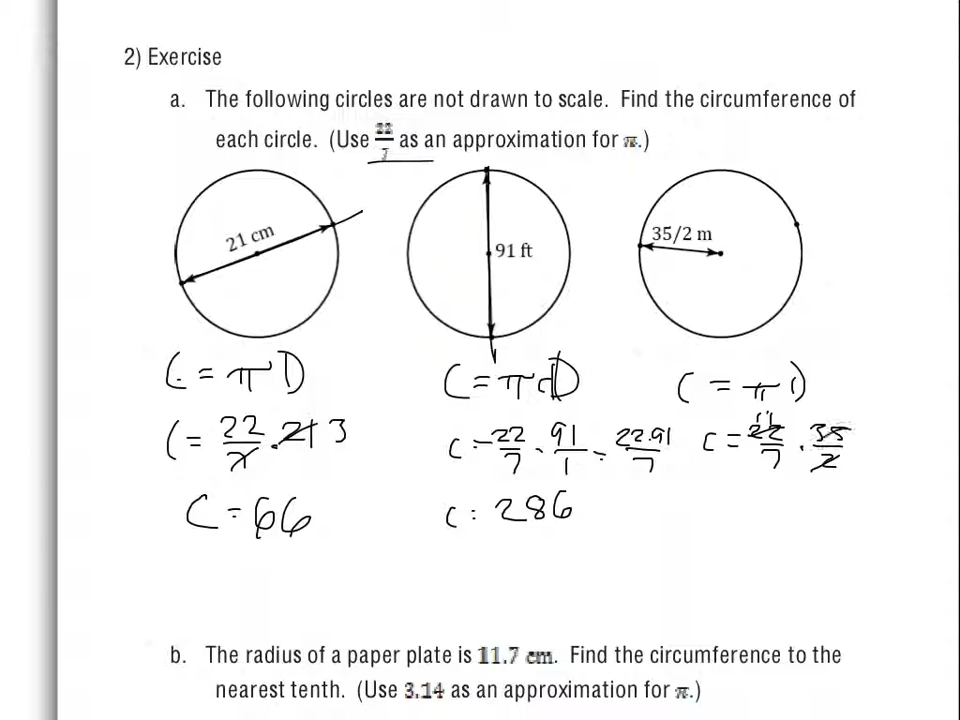 2) Exercise
a. The following circles are not drawn to scale. Find the circumference of
each circle. (Use 22/7 as an approximation for π.)
21 cm
91 ft
35/2 m
C = π D
C = π d D
C = π D
C = 22/7 · 21 3
C = 22/7 · 91/1 = 22·91/7
C = 22/7 · 35/2 11
C = 66
C = 286
b. The radius of a paper plate is 11.7 cm. Find the circumference to the
nearest tenth. (Use 3.14 as an approximation for π.)